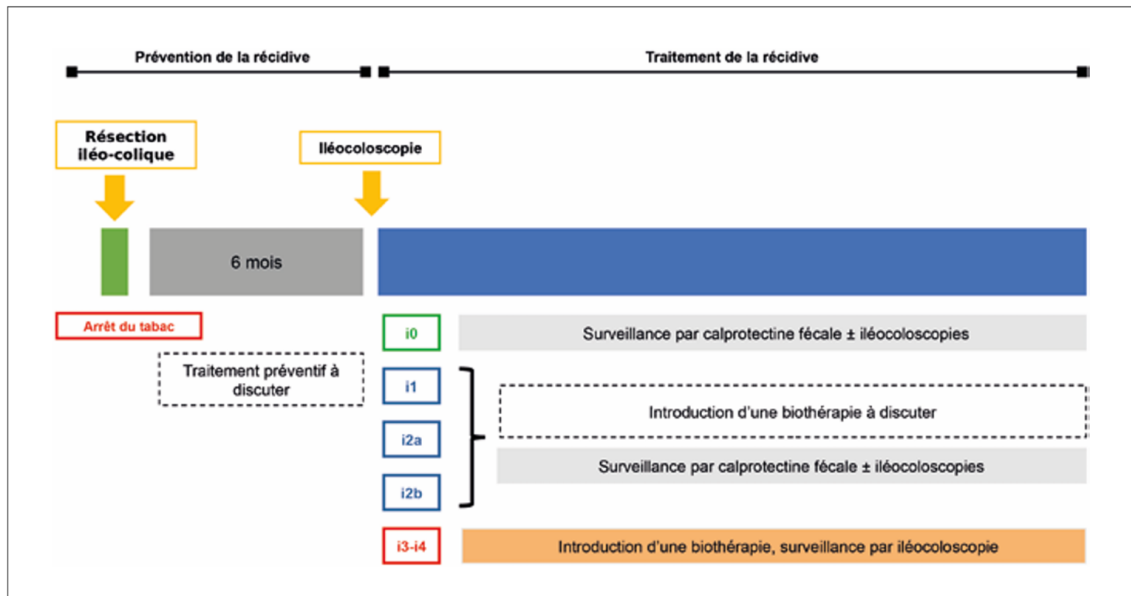 Prévention de la récidive
Traitement de la récidive
Résection
iléo-colique
Iléocoloscopie
6 mois
Arrêt du tabac
i0
Surveillance par calprotectine fécale ± iléocoloscopies
Traitement préventif à
discuter
i1
Introduction d'une biothérapie à discuter
i2a
Surveillance par calprotectine fécale ± iléocoloscopies
i2b
i3-i4
Introduction d'une biothérapie, surveillance par iléocoloscopie